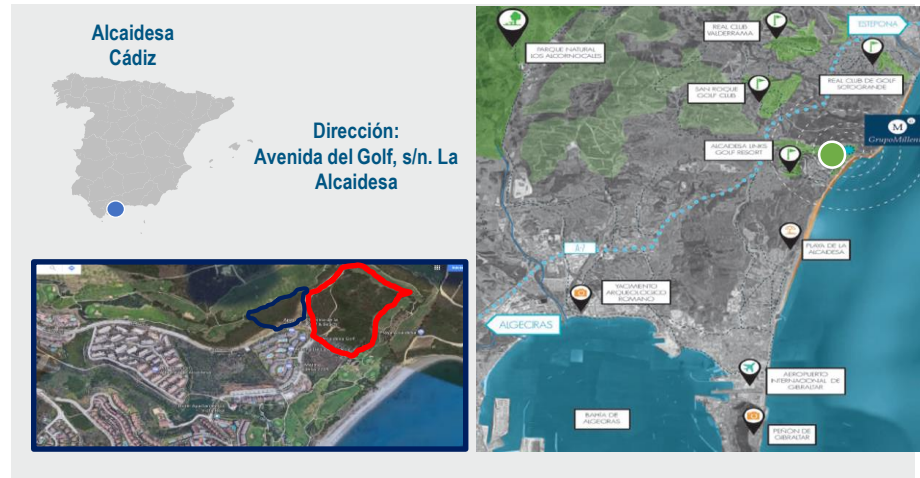 Alcaidesa
Cádiz
Dirección:
Avenida del Golf, s/n. La
Alcaidesa
REAL CLUB
VALDERRAMA
ESTEPONA
PARQUE NATURAL
LOS ALCORNOCALES
REAL CLUB DE GOLF
SOTOGRANDE
SAN ROQUE
GOLF CLUB
M
GrupoMillen
ALCAIDESA LINKS
GOLF RESORT
PLAYA DE LA
ALCAIDESA
A-7
YACIMIENTO
ARQUEOLÓGICO
ROMANO
ALGECIRAS
AEROPUERTO
INTERNACIONAL DE
GIBRALTAR
BAHÍA DE
ALGECIRAS
PEÑÓN DE
GIBRALTAR